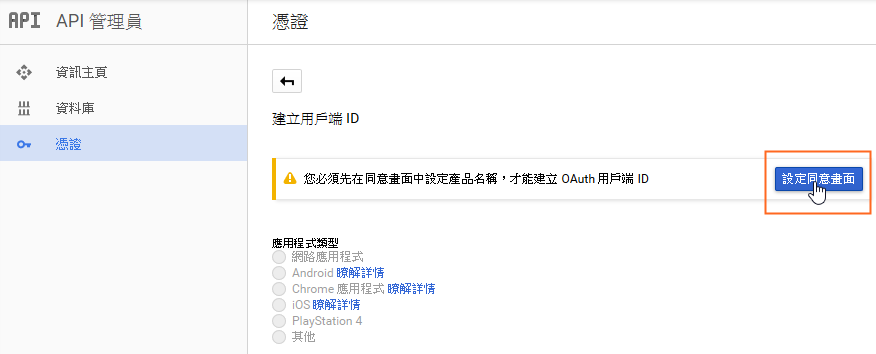 API API 管理員
憑證
資訊主頁
資料庫
憑證
建立用戶端 ID
您必須先在同意畫面中設定產品名稱，才能建立 OAuth 用戶端 ID
設定同意畫面
應用程式類型
網路應用程式
Android 瞭解詳情
Chrome 應用程式 瞭解詳情
iOS 瞭解詳情
PlayStation 4
其他